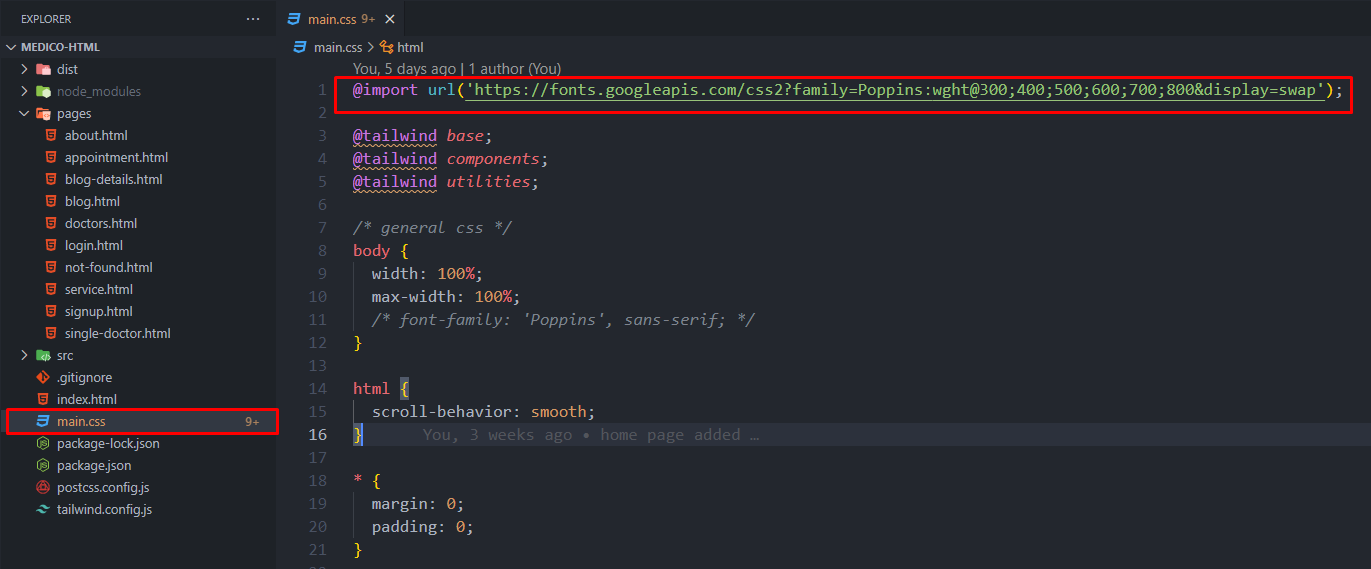 EXPLORER ···
MEDICO-HTML
dist
node_modules
pages
about.html
appointment.html
blog-details.html
blog.html
doctors.html
login.html
not-found.html
service.html
signup.html
single-doctor.html
src
.gitignore
index.html
main.css 9+
package-lock.json
package.json
postcss.config.js
tailwind.config.js
main.css 9+ ×
main.css > html
You, 5 days ago | 1 author (You)
1 @import url('https://fonts.googleapis.com/css2?family=Poppins:wght@300;400;500;600;700;800&display=swap');
2
3 @tailwind base;
4 @tailwind components;
5 @tailwind utilities;
6
7 /* general css */
8 body {
9 width: 100%;
10 max-width: 100%;
11 /* font-family: 'Poppins', sans-serif; */
12 }
13
14 html {
15 scroll-behavior: smooth;
16 } You, 3 weeks ago • home page added …
17
18 * {
19 margin: 0;
20 padding: 0;
21 }